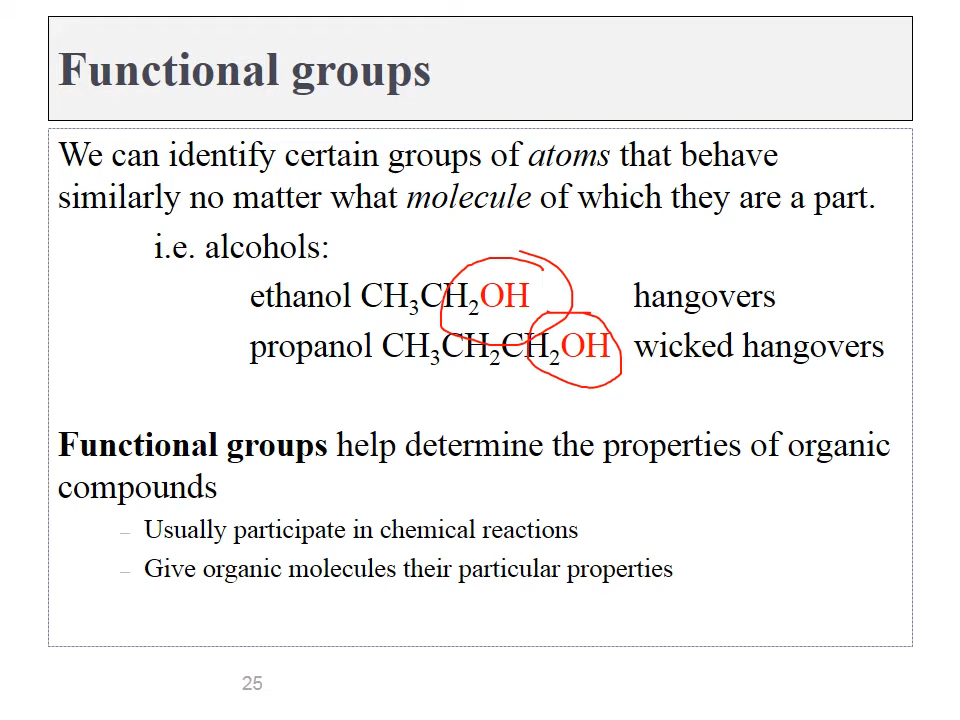 Functional groups
We can identify certain groups of atoms that behave
similarly no matter what molecule of which they are a part.
i.e. alcohols:
ethanol CH₃CH₂OH hangovers
propanol CH₃CH₂CH₂OH wicked hangovers
Functional groups help determine the properties of organic
compounds
– Usually participate in chemical reactions
– Give organic molecules their particular properties
25